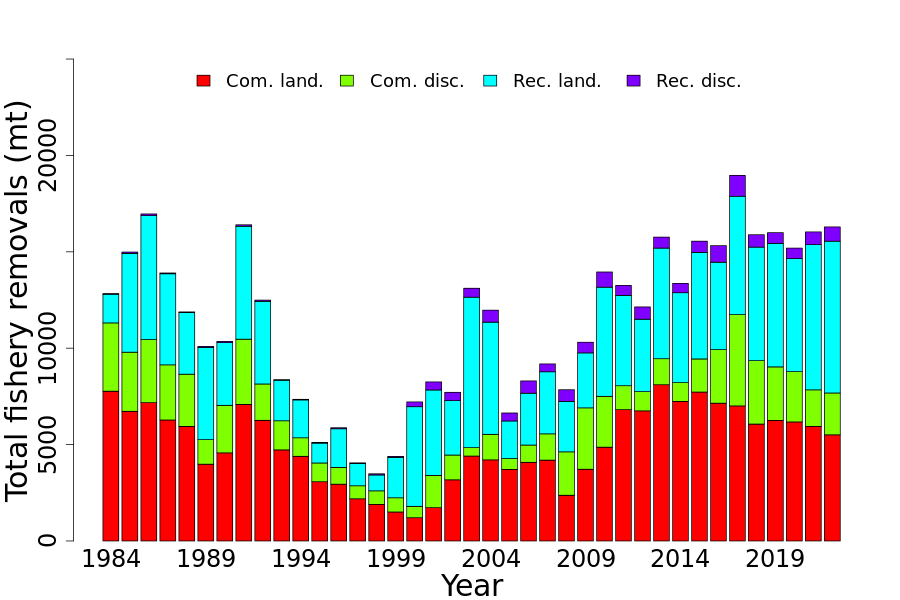 Com. land. Com. disc. Rec. land. Rec. disc.
Total fishery removals (mt)
20000
10000
5000
0
1984 1989 1994 1999 2004 2009 2014 2019
Year